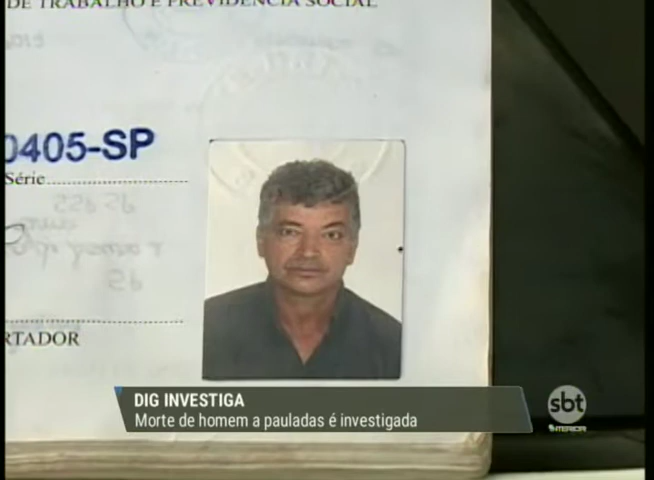 DE TRABALHO E PREVIDÊNCIA SOCIAL
0405-SP
Série
RTADOR
DIG INVESTIGA
Morte de homem a pauladas é investigada
sbt
INTERIOR